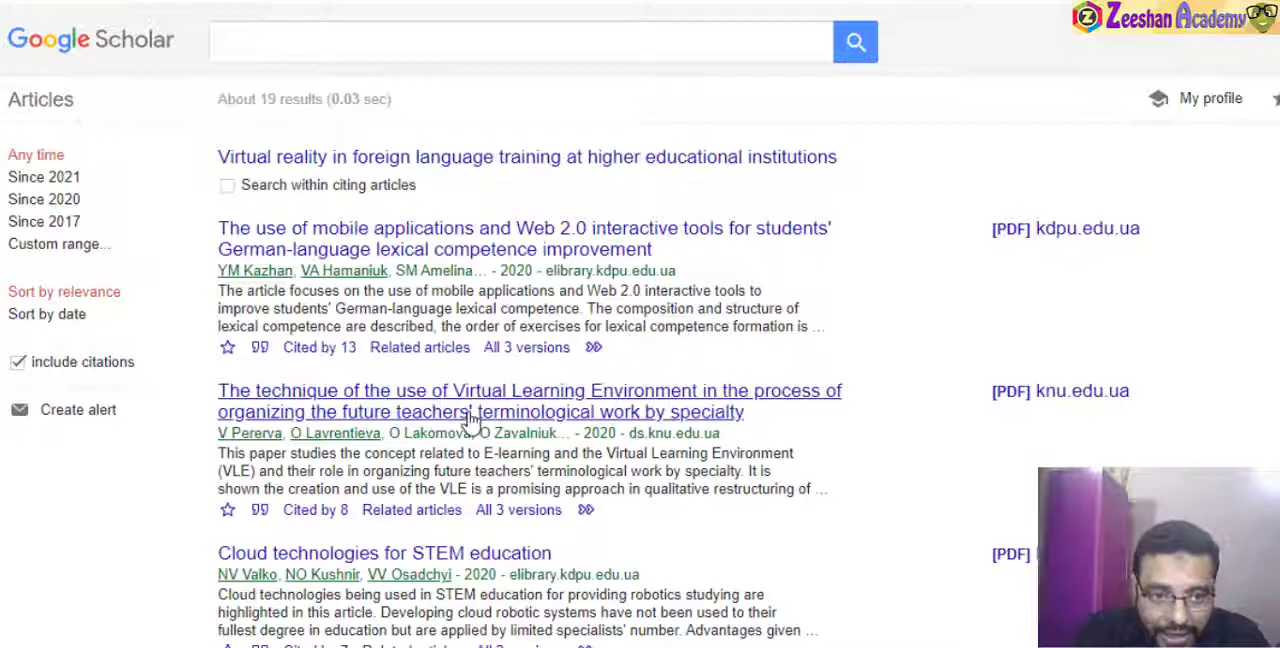 Zeeshan Academy
Google Scholar
Articles
About 19 results (0.03 sec)
My profile
Any time
Since 2021
Since 2020
Since 2017
Custom range...
Sort by relevance
Sort by date
include citations
Create alert
Virtual reality in foreign language training at higher educational institutions
Search within citing articles
The use of mobile applications and Web 2.0 interactive tools for students'
German-language lexical competence improvement
YM Kazhan, VA Hamaniuk, SM Amelina... - 2020 - elibrary.kdpu.edu.ua
The article focuses on the use of mobile applications and Web 2.0 interactive tools to
improve students' German-language lexical competence. The composition and structure of
lexical competence are described, the order of exercises for lexical competence formation is ...
Cited by 13 Related articles All 3 versions
[PDF] kdpu.edu.ua
The technique of the use of Virtual Learning Environment in the process of
organizing the future teachers' terminological work by specialty
V Pererva, O Lavrentieva, O Lakomova, O Zavalniuk... - 2020 - ds.knu.edu.ua
This paper studies the concept related to E-learning and the Virtual Learning Environment
(VLE) and their role in organizing future teachers' terminological work by specialty. It is
shown the creation and use of the VLE is a promising approach in qualitative restructuring of ...
Cited by 8 Related articles All 3 versions
[PDF] knu.edu.ua
Cloud technologies for STEM education
NV Valko, NO Kushnir, VV Osadchyi - 2020 - elibrary.kdpu.edu.ua
Cloud technologies being used in STEM education for providing robotics studying are
highlighted in this article. Developing cloud robotic systems have not been used to their
fullest degree in education but are applied by limited specialists' number. Advantages given ...
[PDF]